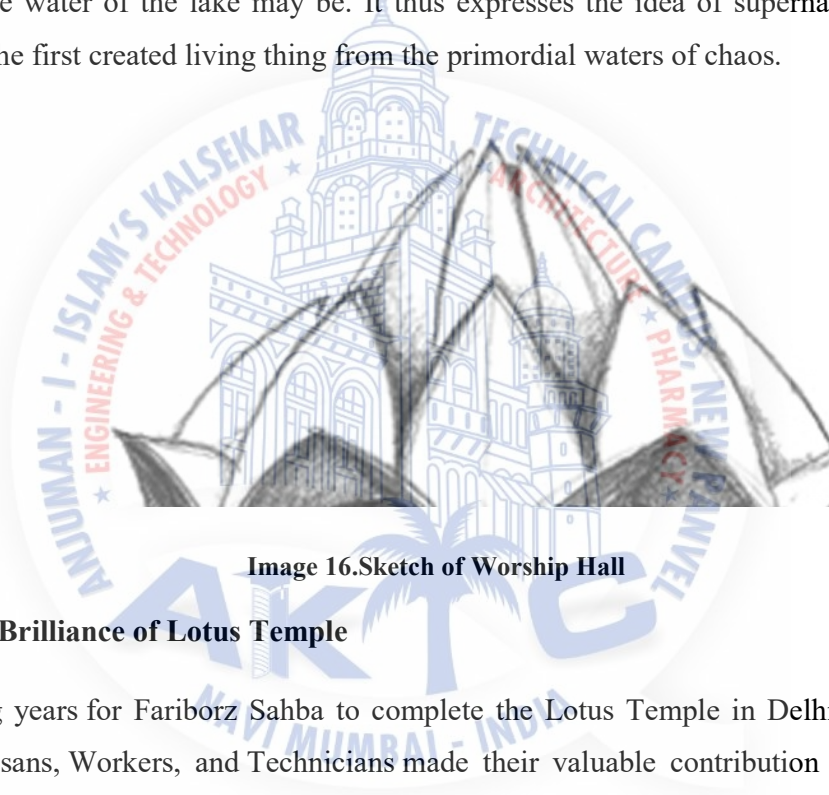 e water of the lake may be. It thus expresses the idea of superna
ne first created living thing from the primordial waters of chaos.
ANJUMAN - I - ISLAM'S KALSEKAR TECHNICAL CAMPUS, NEW PANVEL
★ ENGINEERING & TECHNOLOGY ★ ARCHITECTURE ★ PHARMACY ★
Image 16.Sketch of Worship Hall
AKTC
Brilliance of Lotus Temple
NAVI MUMBAI - INDIA
g years for Fariborz Sahba to complete the Lotus Temple in Delhi
sans, Workers, and Technicians made their valuable contribution